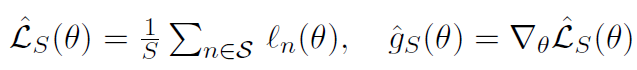 $\hat{\mathcal{L}}_S(\theta) = \frac{1}{S} \sum_{n \in \mathcal{S}} \ell_n(\theta), \quad \hat{g}_S(\theta) = \nabla_\theta \hat{\mathcal{L}}_S(\theta)$